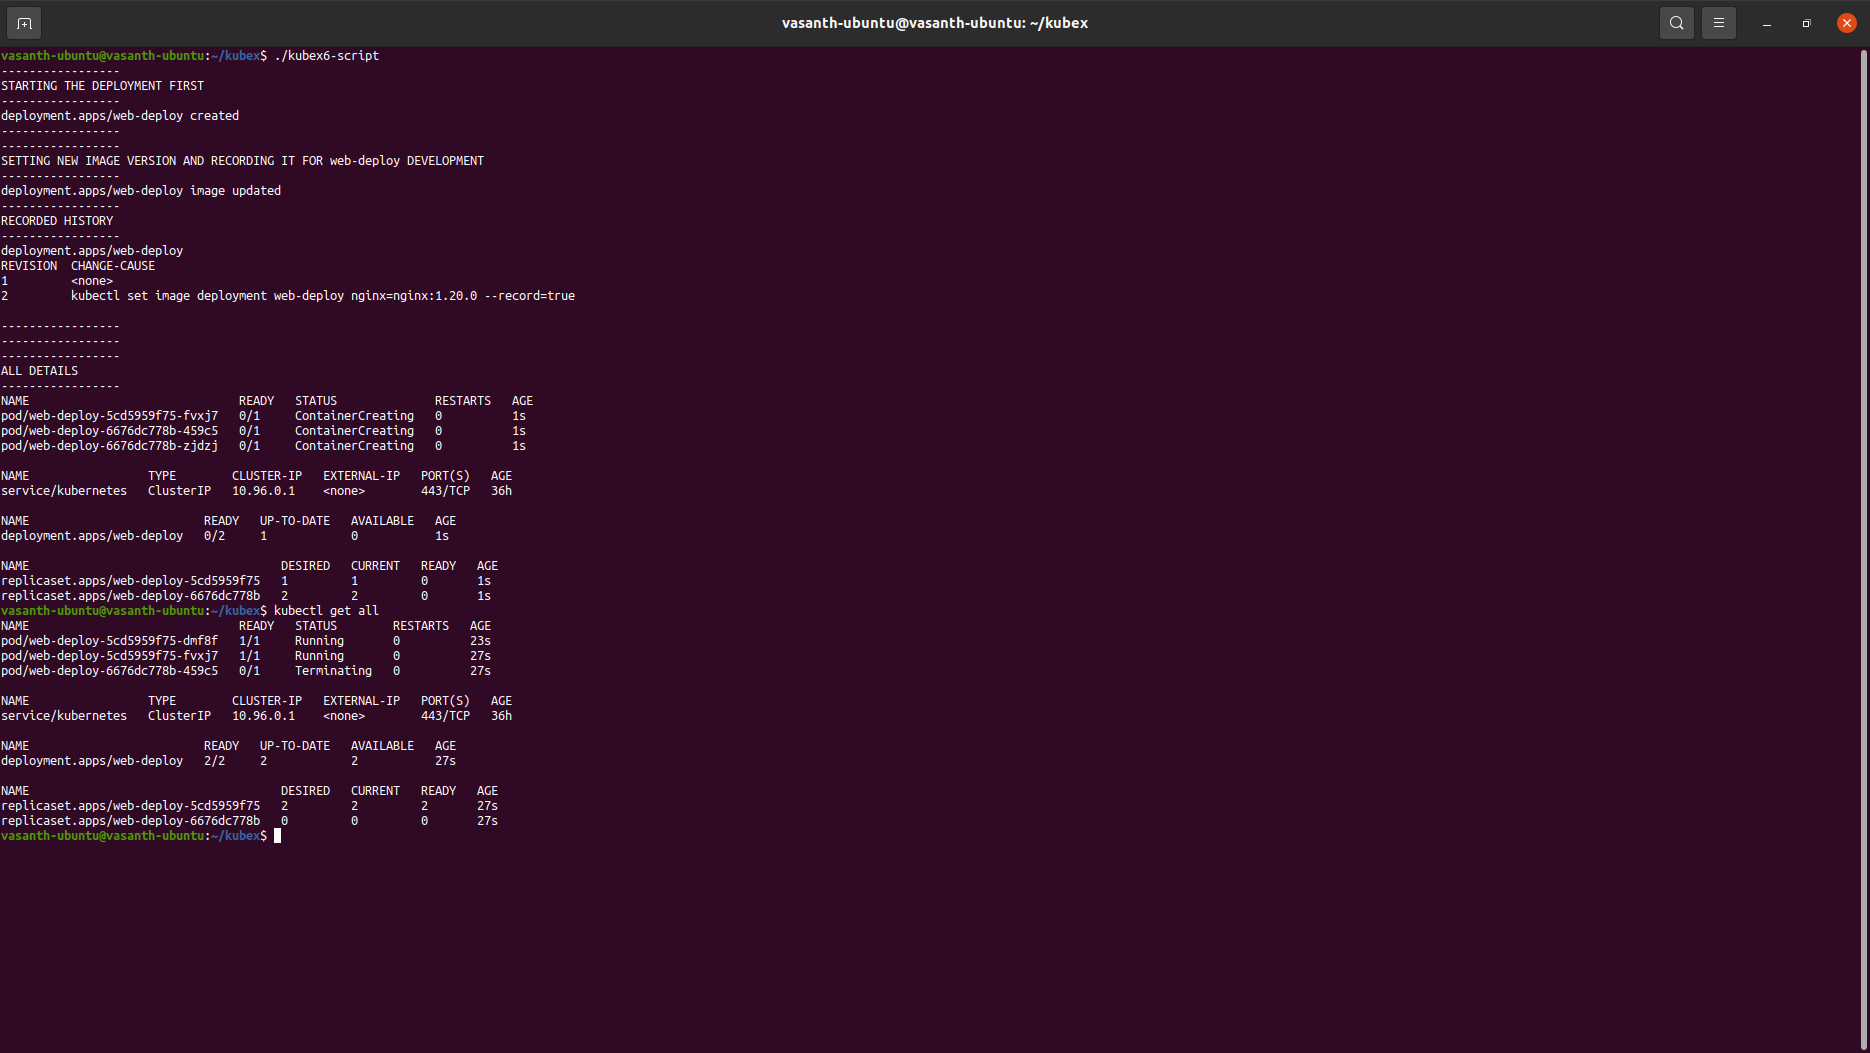 vasanth-ubuntu@vasanth-ubuntu: ~/kubex
vasanth-ubuntu@vasanth-ubuntu:~/kubex$ ./kubex6-script
-----------------
STARTING THE DEPLOYMENT FIRST
-----------------
deployment.apps/web-deploy created
-----------------
-----------------
SETTING NEW IMAGE VERSION AND RECORDING IT FOR web-deploy DEVELOPMENT
-----------------
deployment.apps/web-deploy image updated
-----------------
RECORDED HISTORY
-----------------
deployment.apps/web-deploy
REVISION  CHANGE-CAUSE
1         <none>
2         kubectl set image deployment web-deploy nginx=nginx:1.20.0 --record=true

-----------------
-----------------
-----------------
ALL DETAILS
-----------------
NAME                              READY   STATUS              RESTARTS   AGE
pod/web-deploy-5cd5959f75-fvxj7   0/1     ContainerCreating   0          1s
pod/web-deploy-6676dc778b-459c5   0/1     ContainerCreating   0          1s
pod/web-deploy-6676dc778b-zjdzj   0/1     ContainerCreating   0          1s

NAME                 TYPE        CLUSTER-IP   EXTERNAL-IP   PORT(S)   AGE
service/kubernetes   ClusterIP   10.96.0.1    <none>        443/TCP   36h

NAME                         READY   UP-TO-DATE   AVAILABLE   AGE
deployment.apps/web-deploy   0/2     1            0           1s

NAME                                    DESIRED   CURRENT   READY   AGE
replicaset.apps/web-deploy-5cd5959f75   1         1         0       1s
replicaset.apps/web-deploy-6676dc778b   2         2         0       1s
vasanth-ubuntu@vasanth-ubuntu:~/kubex$ kubectl get all
NAME                              READY   STATUS        RESTARTS   AGE
pod/web-deploy-5cd5959f75-dmf8f   1/1     Running       0          23s
pod/web-deploy-5cd5959f75-fvxj7   1/1     Running       0          27s
pod/web-deploy-6676dc778b-459c5   0/1     Terminating   0          27s

NAME                 TYPE        CLUSTER-IP   EXTERNAL-IP   PORT(S)   AGE
service/kubernetes   ClusterIP   10.96.0.1    <none>        443/TCP   36h

NAME                         READY   UP-TO-DATE   AVAILABLE   AGE
deployment.apps/web-deploy   2/2     2            2           27s

NAME                                    DESIRED   CURRENT   READY   AGE
replicaset.apps/web-deploy-5cd5959f75   2         2         2       27s
replicaset.apps/web-deploy-6676dc778b   0         0         0       27s
vasanth-ubuntu@vasanth-ubuntu:~/kubex$